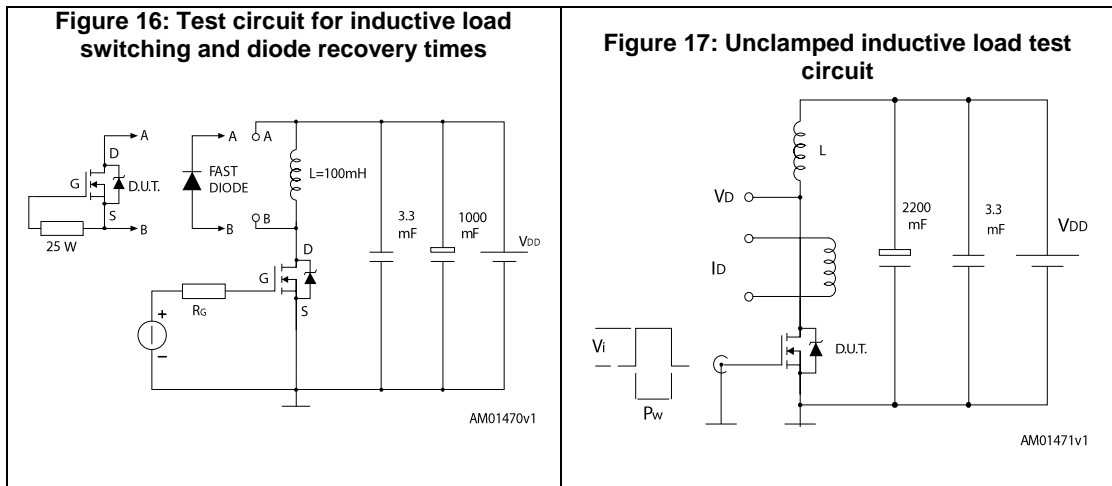 Figure 16: Test circuit for inductive load
switching and diode recovery times
A
D
G
D.U.T.
S
B
25 W
A
FAST
DIODE
B
A
L=100mH
B
D
G
S
RG
+
–
3.3
mF
1000
mF
VDD
AM01470v1
Figure 17: Unclamped inductive load test
circuit
L
VD
ID
2200
mF
3.3
mF
VDD
Vi
PW
D.U.T.
AM01471v1